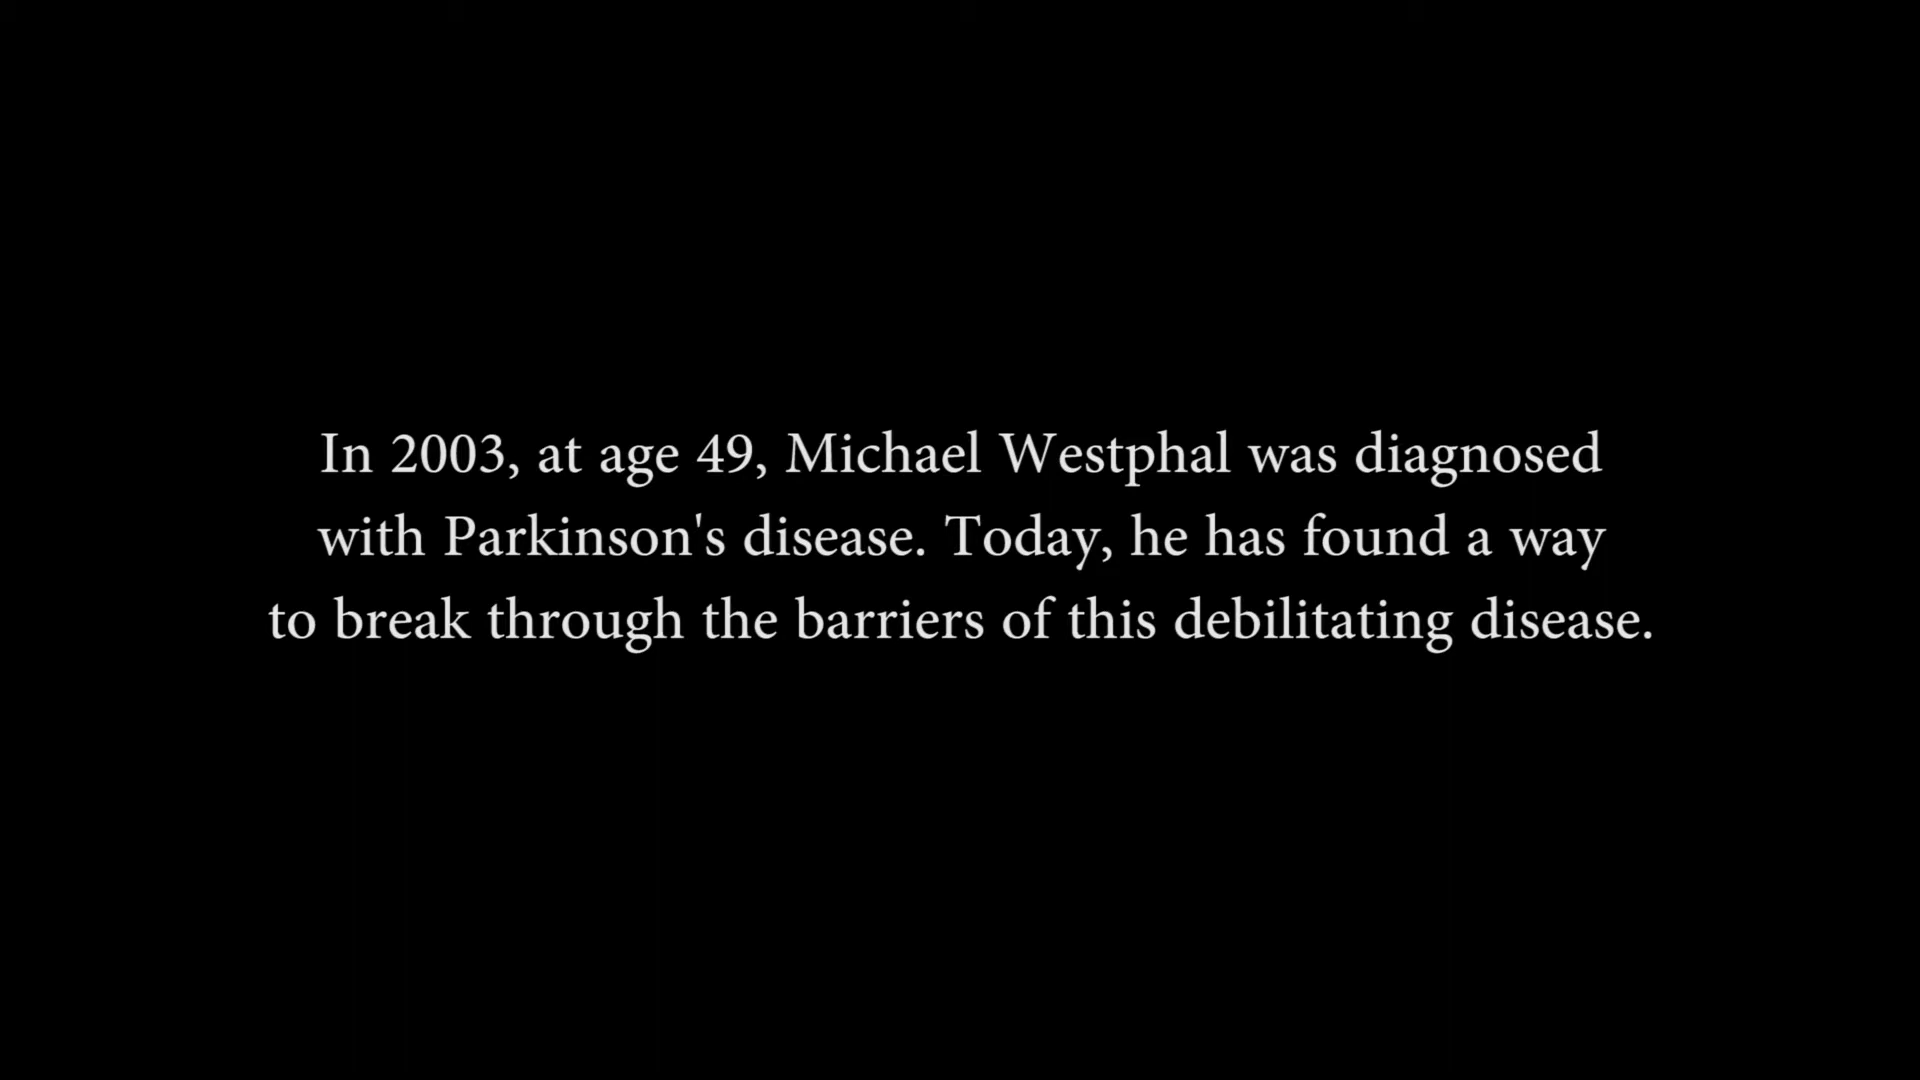 In 2003, at age 49, Michael Westphal was diagnosed
with Parkinson's disease. Today, he has found a way
to break through the barriers of this debilitating disease.